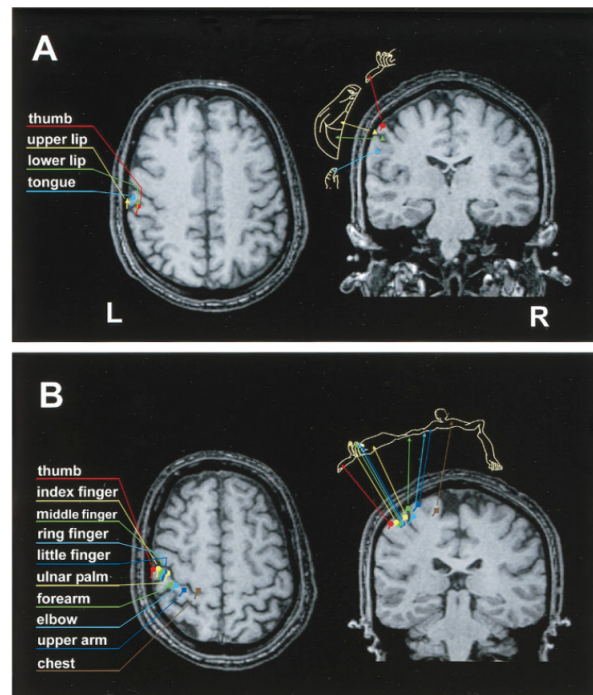 A
thumb
upper lip
lower lip
tongue
L
R
B
thumb
index finger
middle finger
ring finger
little finger
ulnar palm
forearm
elbow
upper arm
chest